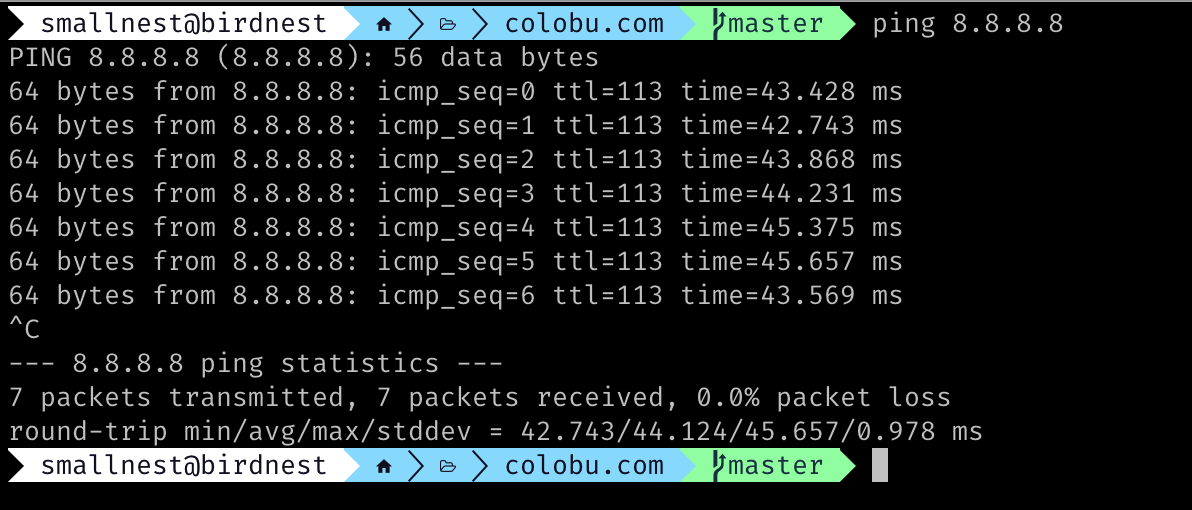 smallnest@birdnest colobu.com master ping 8.8.8.8
PING 8.8.8.8 (8.8.8.8): 56 data bytes
64 bytes from 8.8.8.8: icmp_seq=0 ttl=113 time=43.428 ms
64 bytes from 8.8.8.8: icmp_seq=1 ttl=113 time=42.743 ms
64 bytes from 8.8.8.8: icmp_seq=2 ttl=113 time=43.868 ms
64 bytes from 8.8.8.8: icmp_seq=3 ttl=113 time=44.231 ms
64 bytes from 8.8.8.8: icmp_seq=4 ttl=113 time=45.375 ms
64 bytes from 8.8.8.8: icmp_seq=5 ttl=113 time=45.657 ms
64 bytes from 8.8.8.8: icmp_seq=6 ttl=113 time=43.569 ms
^C
--- 8.8.8.8 ping statistics ---
7 packets transmitted, 7 packets received, 0.0% packet loss
round-trip min/avg/max/stddev = 42.743/44.124/45.657/0.978 ms
smallnest@birdnest colobu.com master